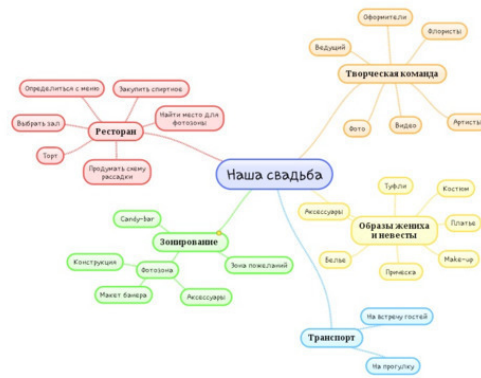 Оформители
Флористы
Ведущий
Творческая команда
Фото
Видео
Артисты
Определиться с меню
Закупить спиртное
Выбрать зал
Найти место для
фотозоны
Ресторан
Торт
Продумать схему
рассадки
Наша свадьба
Туфли
Костюм
Аксессуары
Образы жениха
и невесты
Платье
Белье
Прическа
Make-up
Candy-bar
Зонирование
Зона пожеланий
Конструкция
Фотозона
Макет банера
Аксессуары
На встречу гостей
Транспорт
На прогулку